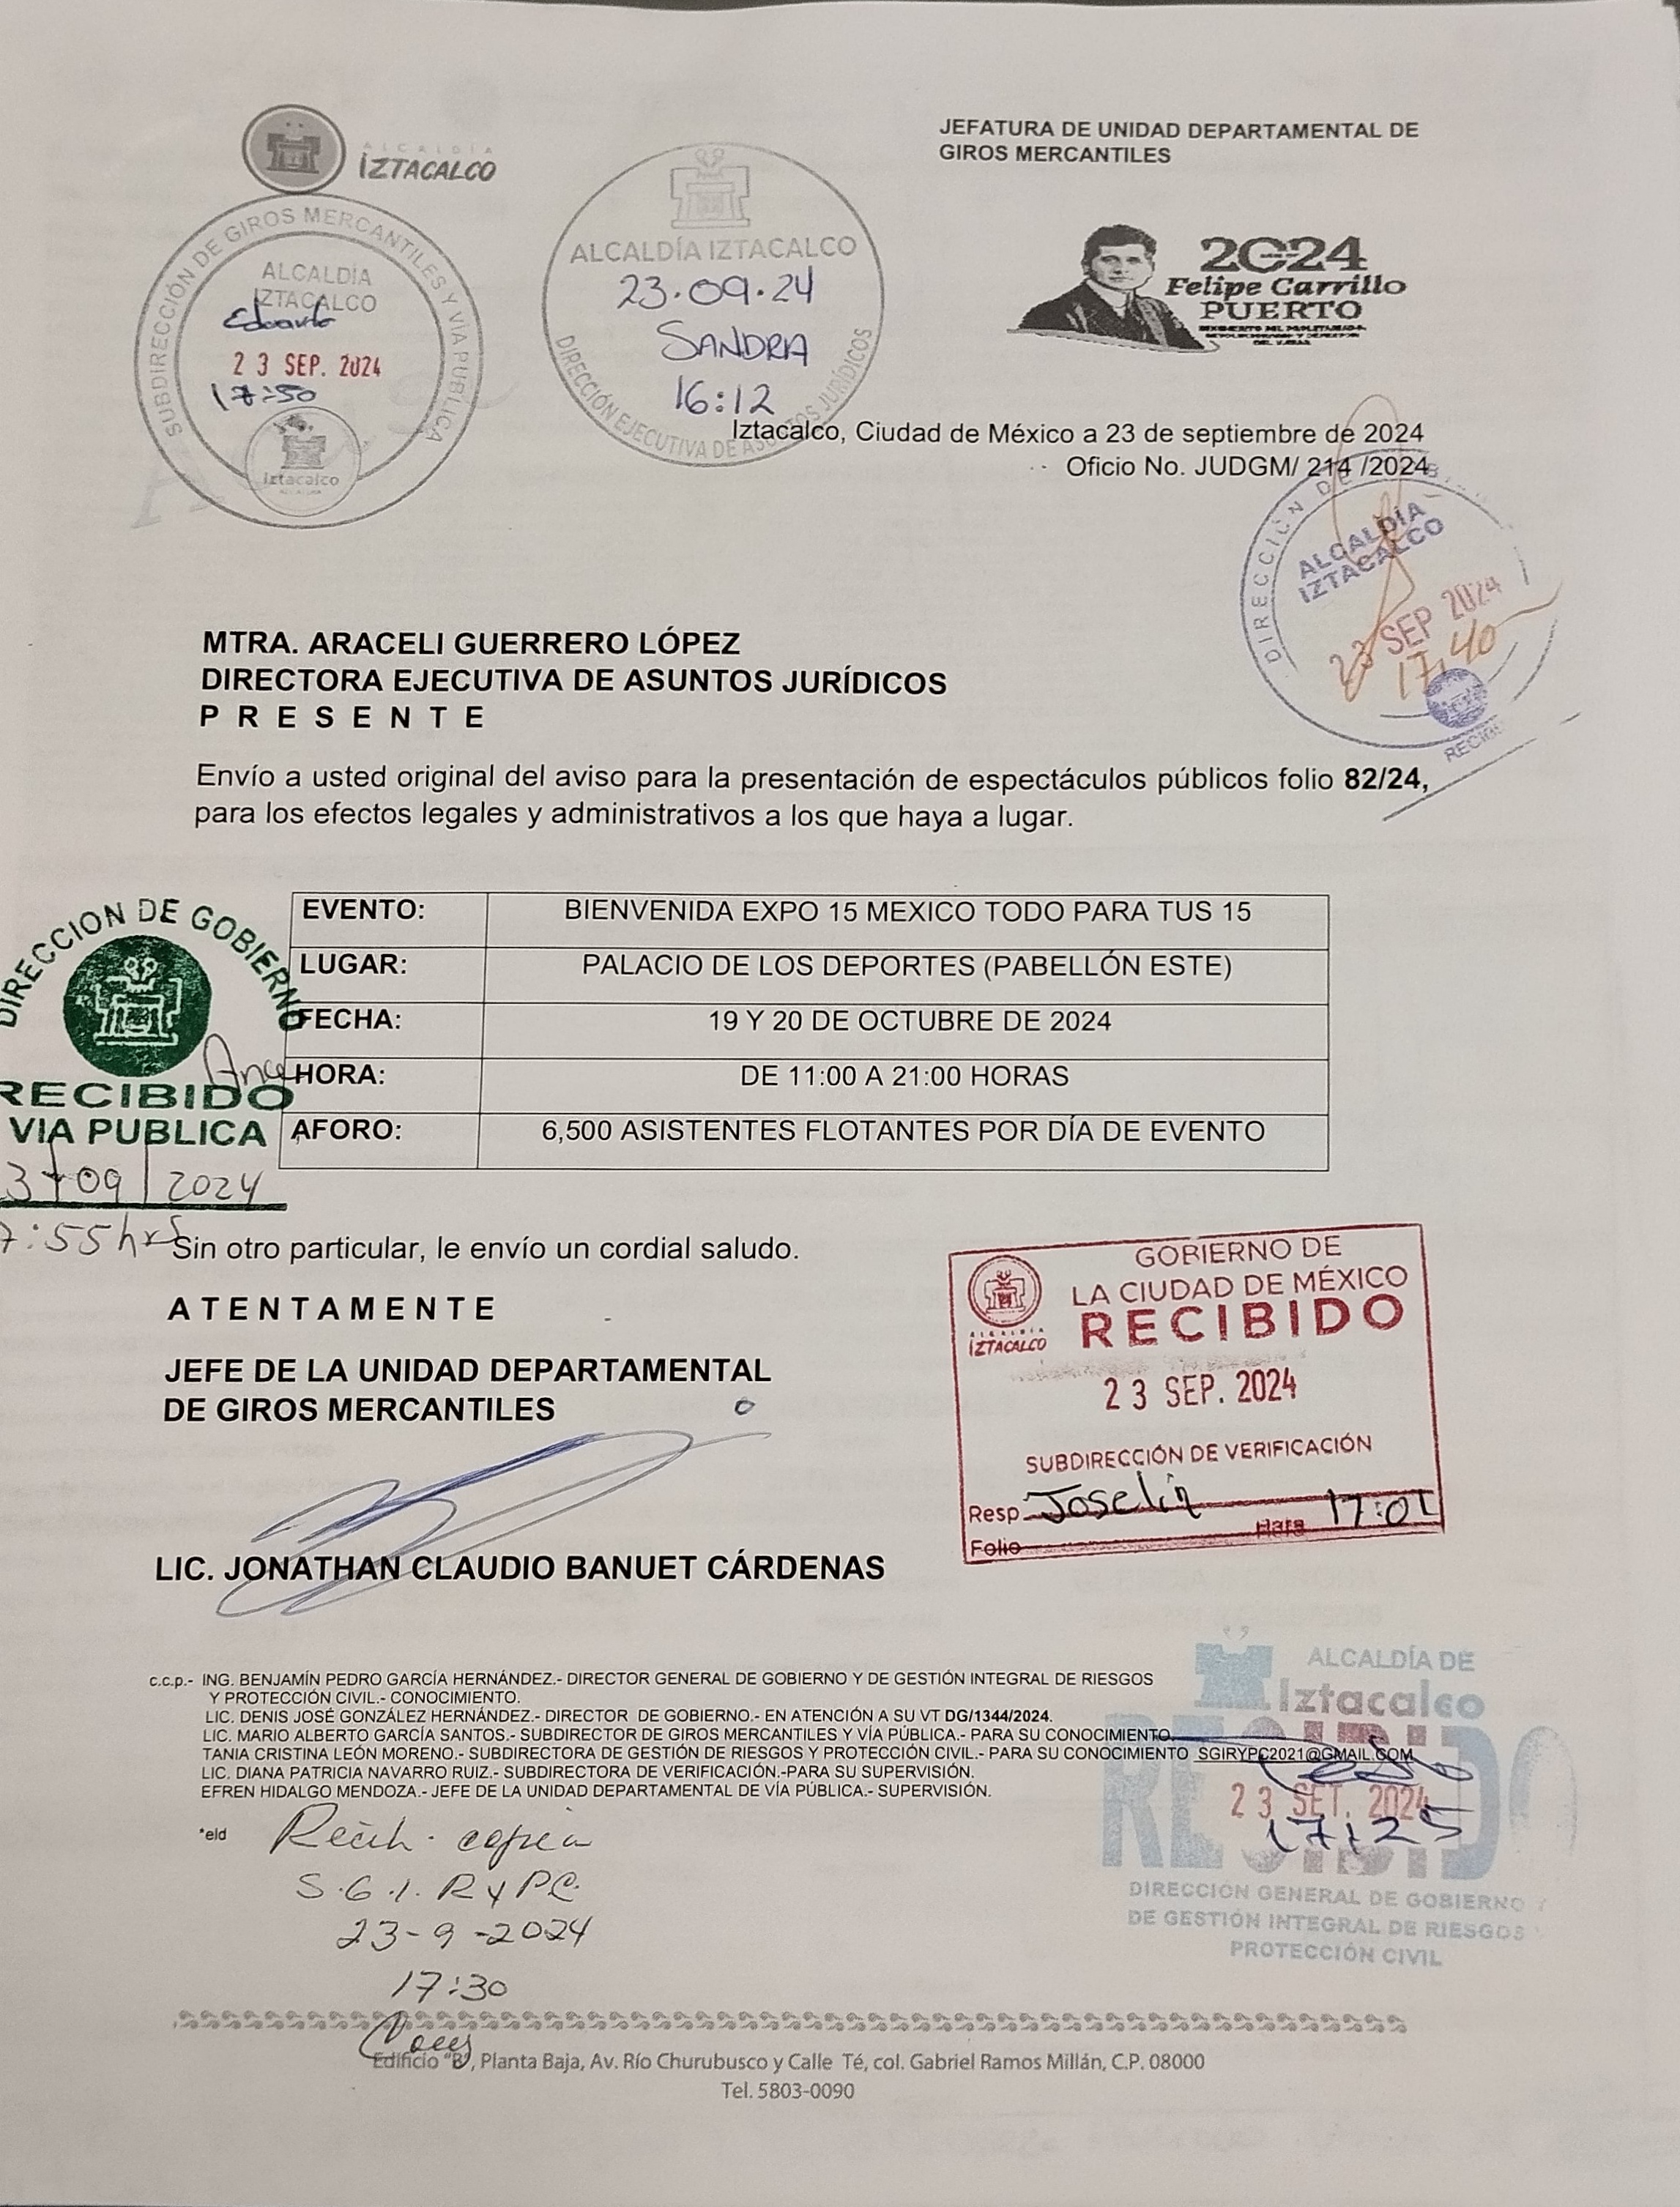 ALCALDÍA
IZTACALCO
JEFATURA DE UNIDAD DEPARTAMENTAL DE
GIROS MERCANTILES
SUBDIRECCIÓN DE GIROS MERCANTILES Y VÍA PUBLICA
ALCALDÍA
IZTACALCO
Eduardo
23 SEP. 2024
17:50
Iztacalco
ALCALDÍA IZTACALCO
23.09.24
SANDRA
16:12
DIRECCIÓN EJECUTIVA DE ASUNTOS JURÍDICOS
2024
Felipe Carrillo
PUERTO
Iztacalco, Ciudad de México a 23 de septiembre de 2024
Oficio No. JUDGM/ 214 /2024
DIRECCIÓN DE
ALCALDÍA
IZTACALCO
23 SEP 2024
17:40
MTRA. ARACELI GUERRERO LÓPEZ
DIRECTORA EJECUTIVA DE ASUNTOS JURÍDICOS
P R E S E N T E
Envío a usted original del aviso para la presentación de espectáculos públicos folio 82/24,
para los efectos legales y administrativos a los que haya a lugar.
DIRECCION DE GOBIERNO
RECIBIDO
VIA PUBLICA
3/09/2024
7:55 hrs
EVENTO: BIENVENIDA EXPO 15 MEXICO TODO PARA TUS 15
LUGAR: PALACIO DE LOS DEPORTES (PABELLÓN ESTE)
FECHA: 19 Y 20 DE OCTUBRE DE 2024
HORA: DE 11:00 A 21:00 HORAS
AFORO: 6,500 ASISTENTES FLOTANTES POR DÍA DE EVENTO
Sin otro particular, le envío un cordial saludo.
A T E N T A M E N T E
JEFE DE LA UNIDAD DEPARTAMENTAL
DE GIROS MERCANTILES
LIC. JONATHAN CLAUDIO BANUET CÁRDENAS
GOBIERNO DE
LA CIUDAD DE MÉXICO
RECIBIDO
ALCALDÍA
IZTACALCO
23 SEP. 2024
SUBDIRECCIÓN DE VERIFICACIÓN
Resp Joselin Hora 17:01
Folio
c.c.p.- ING. BENJAMÍN PEDRO GARCÍA HERNÁNDEZ.- DIRECTOR GENERAL DE GOBIERNO Y DE GESTIÓN INTEGRAL DE RIESGOS
Y PROTECCIÓN CIVIL.- CONOCIMIENTO.
LIC. DENIS JOSÉ GONZÁLEZ HERNÁNDEZ.- DIRECTOR DE GOBIERNO.- EN ATENCIÓN A SU VT DG/1344/2024.
LIC. MARIO ALBERTO GARCÍA SANTOS.- SUBDIRECTOR DE GIROS MERCANTILES Y VÍA PÚBLICA.- PARA SU CONOCIMIENTO
TANIA CRISTINA LEÓN MORENO.- SUBDIRECTORA DE GESTIÓN DE RIESGOS Y PROTECCIÓN CIVIL.- PARA SU CONOCIMIENTO SGIRYPC2021@GMAIL.COM
LIC. DIANA PATRICIA NAVARRO RUIZ.- SUBDIRECTORA DE VERIFICACIÓN.-PARA SU SUPERVISIÓN.
EFREN HIDALGO MENDOZA.- JEFE DE LA UNIDAD DEPARTAMENTAL DE VÍA PÚBLICA.- SUPERVISIÓN.
*eld
ALCALDÍA DE
Iztacalco
RECIBIDO
23 SET. 2024
17:25
DIRECCIÓN GENERAL DE GOBIERNO Y
DE GESTIÓN INTEGRAL DE RIESGOS Y
PROTECCIÓN CIVIL
copia
S.G.I. R y PC.
23-9-2024
17:30
Edificio "B", Planta Baja, Av. Río Churubusco y Calle Té, col. Gabriel Ramos Millán, C.P. 08000
Tel. 5803-0090